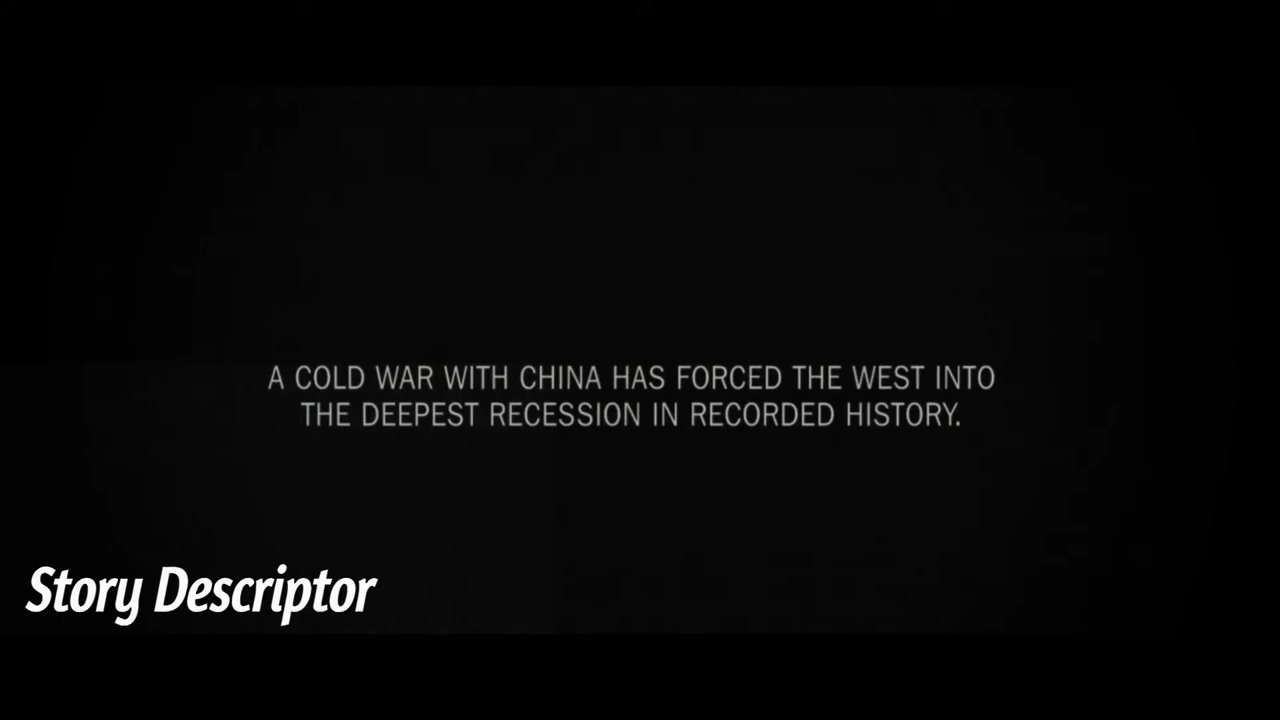 A COLD WAR WITH CHINA HAS FORCED THE WEST INTO
THE DEEPEST RECESSION IN RECORDED HISTORY.
Story Descriptor